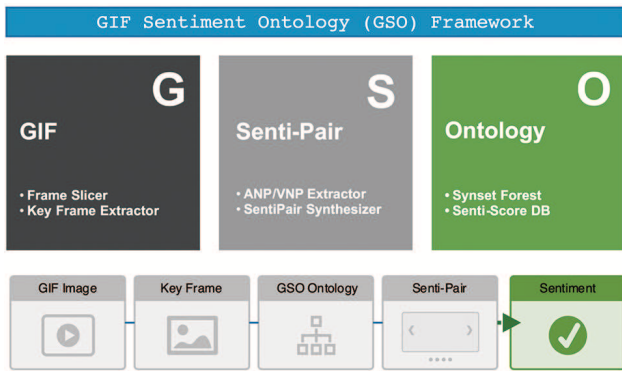 GIF Sentiment Ontology (GSO) Framework
G
GIF
• Frame Slicer
• Key Frame Extractor
S
Senti-Pair
• ANP/VNP Extractor
• SentiPair Synthesizer
O
Ontology
• Synset Forest
• Senti-Score DB
GIF Image
Key Frame
GSO Ontology
Senti-Pair
Sentiment